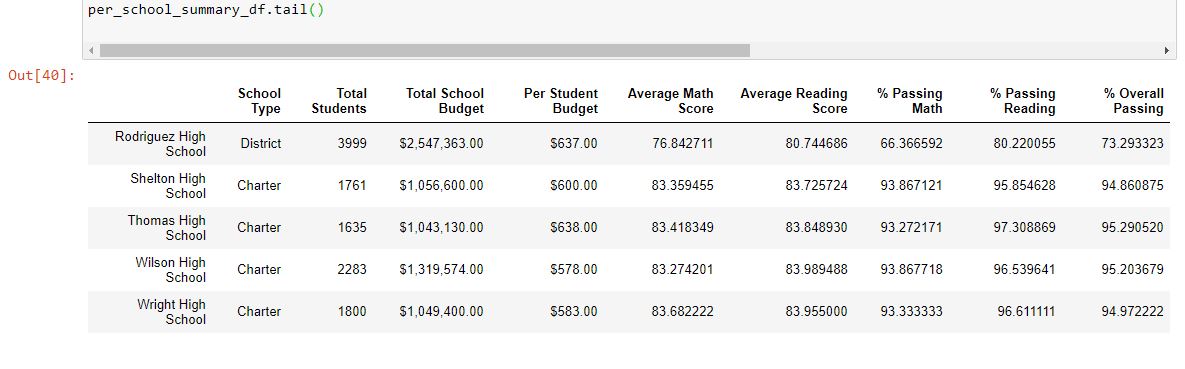 per_school_summary_df.tail()
Out[40]:
School Type Total Students Total School Budget Per Student Budget Average Math Score Average Reading Score % Passing Math % Passing Reading % Overall Passing
Rodriguez High School District 3999 $2,547,363.00 $637.00 76.842711 80.744686 66.366592 80.220055 73.293323
Shelton High School Charter 1761 $1,056,600.00 $600.00 83.359455 83.725724 93.867121 95.854628 94.860875
Thomas High School Charter 1635 $1,043,130.00 $638.00 83.418349 83.848930 93.272171 97.308869 95.290520
Wilson High School Charter 2283 $1,319,574.00 $578.00 83.274201 83.989488 93.867718 96.539641 95.203679
Wright High School Charter 1800 $1,049,400.00 $583.00 83.682222 83.955000 93.333333 96.611111 94.972222